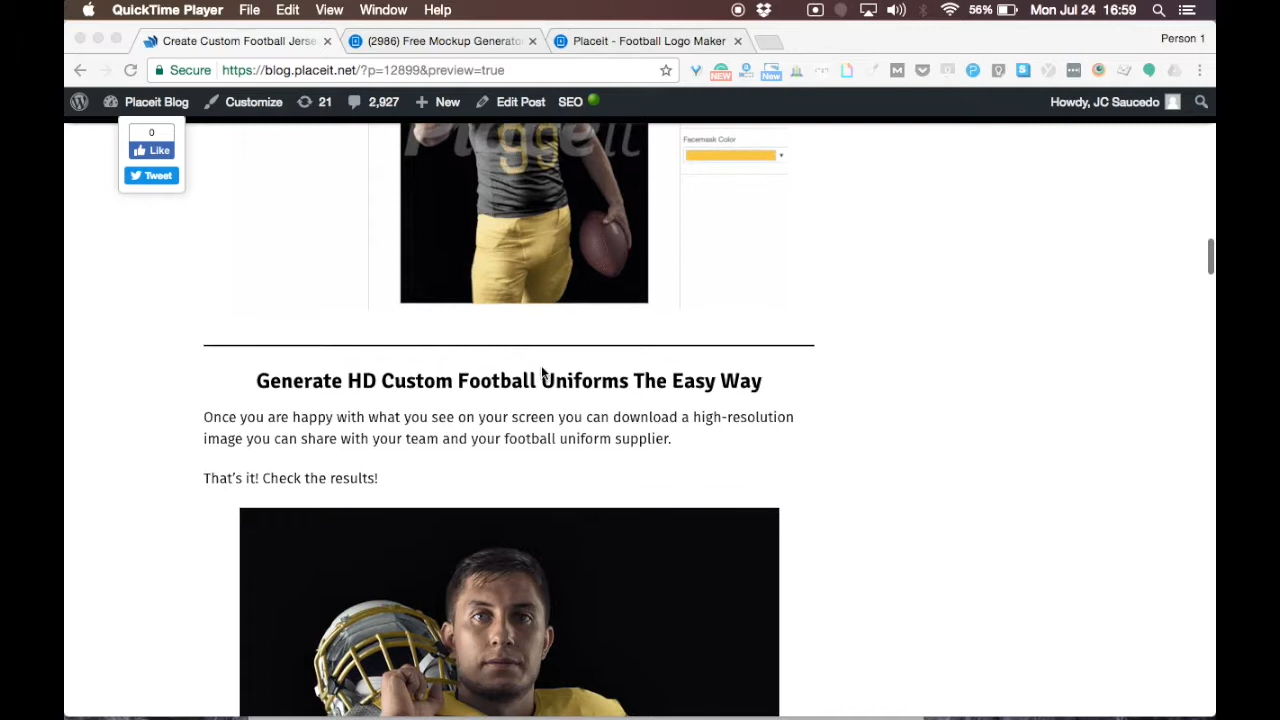 QuickTime Player File Edit View Window Help 56% Mon Jul 24 16:59
Create Custom Football Jerse (2986) Free Mockup Generato Placeit - Football Logo Maker Person 1
Secure https://blog.placeit.net/?p=12899&preview=true NEW New
Placeit Blog Customize 21 2,927 New Edit Post SEO Howdy, JC Saucedo
0
Like
Tweet
Placeit
99
Facemask Color
Generate HD Custom Football Uniforms The Easy Way
Once you are happy with what you see on your screen you can download a high-resolution
image you can share with your team and your football uniform supplier.
That's it! Check the results!